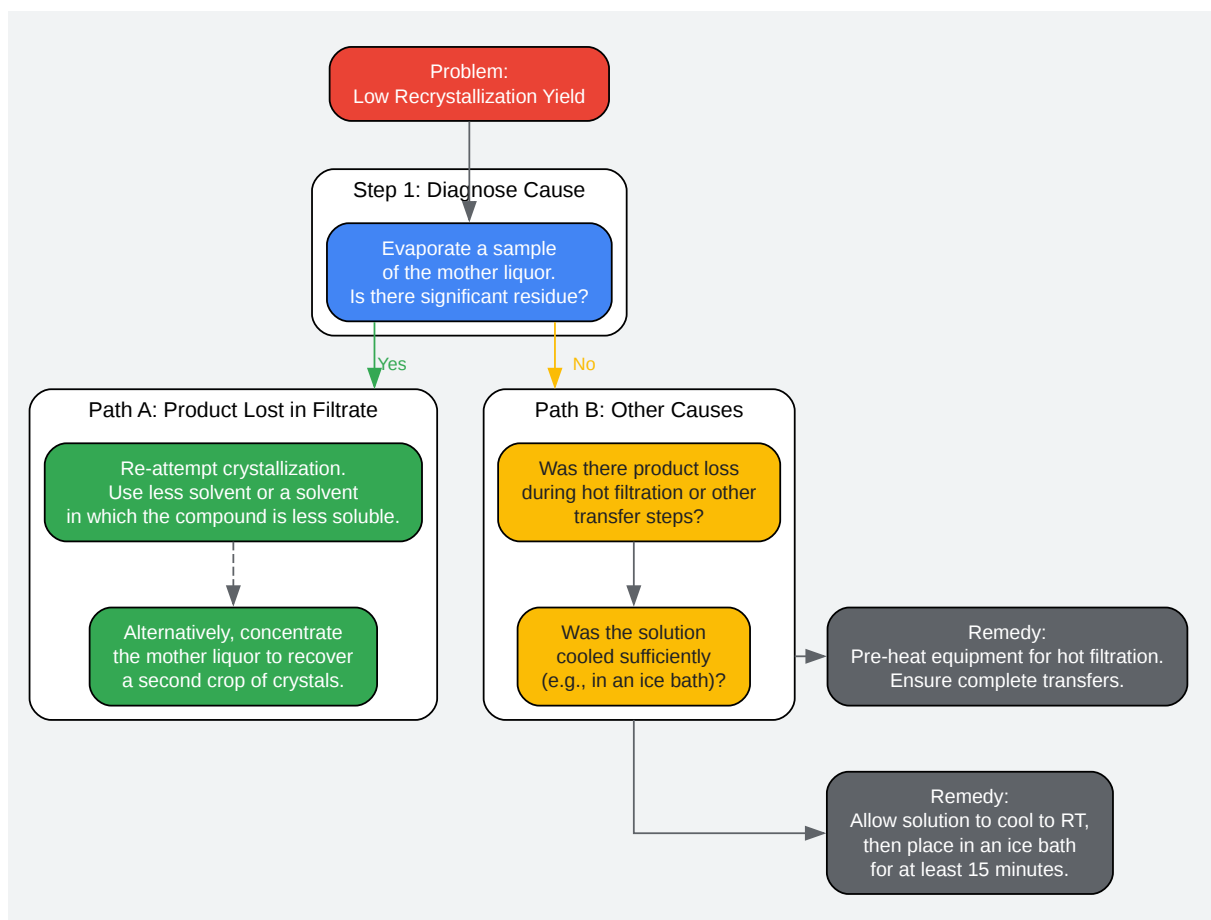 Problem:
Low Recrystallization Yield
Step 1: Diagnose Cause
Evaporate a sample
of the mother liquor.
Is there significant residue?
Yes
No
Path A: Product Lost in Filtrate
Re-attempt crystallization.
Use less solvent or a solvent
in which the compound is less soluble.
Alternatively, concentrate
the mother liquor to recover
a second crop of crystals.
Path B: Other Causes
Was there product loss
during hot filtration or other
transfer steps?
Was the solution
cooled sufficiently
(e.g., in an ice bath)?
Remedy:
Pre-heat equipment for hot filtration.
Ensure complete transfers.
Remedy:
Allow solution to cool to RT,
then place in an ice bath
for at least 15 minutes.